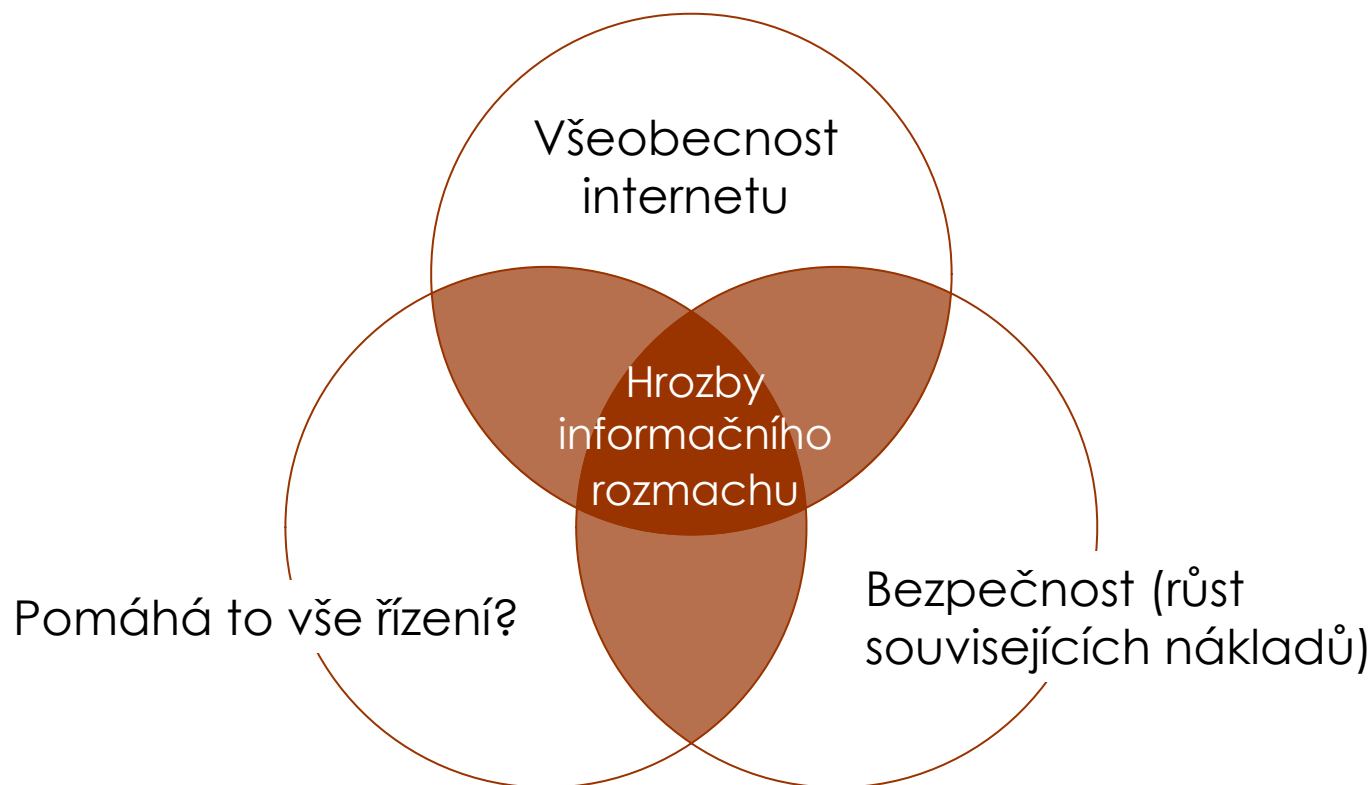 Všeobecnost
internetu
Hrozby
informačního
rozmachu
Pomáhá to vše řízení?
Bezpečnost (růst
souvisejících nákladů)